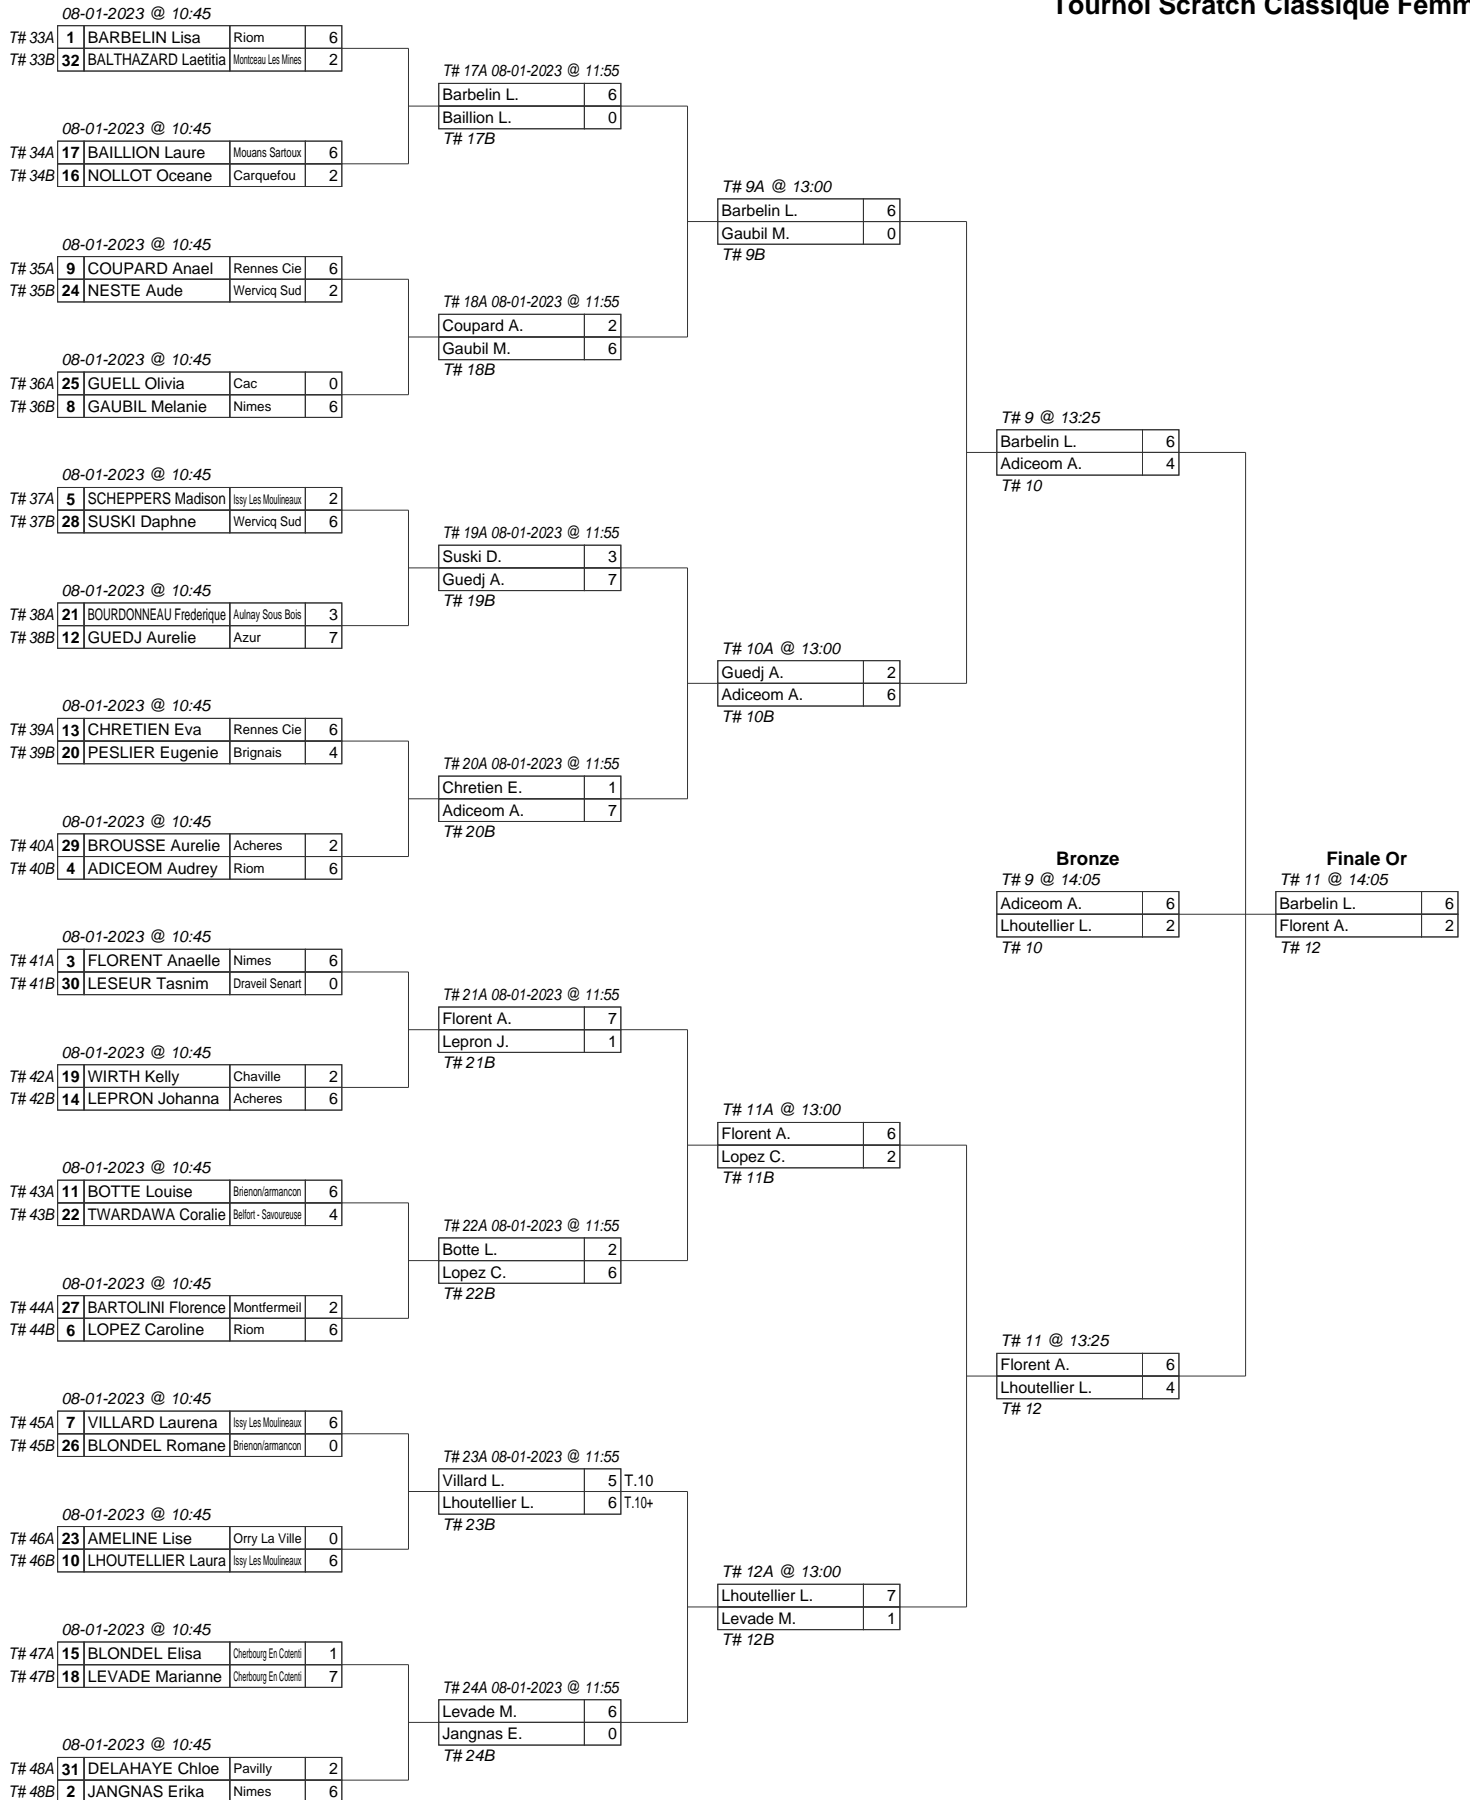 Tournoi Scratch Classique Femm
08-01-2023 @ 10:45
T# 33A 1 BARBELIN Lisa Riom 6
T# 33B 32 BALTHAZARD Laetitia Montceau Les Mines 2
08-01-2023 @ 10:45
T# 34A 17 BAILLION Laure Mouans Sartoux 6
T# 34B 16 NOLLOT Oceane Carquefou 2
08-01-2023 @ 10:45
T# 35A 9 COUPARD Anael Rennes Cie 6
T# 35B 24 NESTE Aude Wervicq Sud 2
08-01-2023 @ 10:45
T# 36A 25 GUELL Olivia Cac 0
T# 36B 8 GAUBIL Melanie Nimes 6
08-01-2023 @ 10:45
T# 37A 5 SCHEPPERS Madison Issy Les Moulineaux 2
T# 37B 28 SUSKI Daphne Wervicq Sud 6
08-01-2023 @ 10:45
T# 38A 21 BOURDONNEAU Frederique Aulnay Sous Bois 3
T# 38B 12 GUEDJ Aurelie Azur 7
08-01-2023 @ 10:45
T# 39A 13 CHRETIEN Eva Rennes Cie 6
T# 39B 20 PESLIER Eugenie Brignais 4
08-01-2023 @ 10:45
T# 40A 29 BROUSSE Aurelie Acheres 2
T# 40B 4 ADICEOM Audrey Riom 6
08-01-2023 @ 10:45
T# 41A 3 FLORENT Anaelle Nimes 6
T# 41B 30 LESEUR Tasnim Draveil Senart 0
08-01-2023 @ 10:45
T# 42A 19 WIRTH Kelly Chaville 2
T# 42B 14 LEPRON Johanna Acheres 6
08-01-2023 @ 10:45
T# 43A 11 BOTTE Louise Brienon/armancon 6
T# 43B 22 TWARDAWA Coralie Belfort - Savoureuse 4
08-01-2023 @ 10:45
T# 44A 27 BARTOLINI Florence Montfermeil 2
T# 44B 6 LOPEZ Caroline Riom 6
08-01-2023 @ 10:45
T# 45A 7 VILLARD Laurena Issy Les Moulineaux 6
T# 45B 26 BLONDEL Romane Brienon/armancon 0
08-01-2023 @ 10:45
T# 46A 23 AMELINE Lise Orry La Ville 0
T# 46B 10 LHOUTELLIER Laura Issy Les Moulineaux 6
08-01-2023 @ 10:45
T# 47A 15 BLONDEL Elisa Cherbourg En Cotenti 1
T# 47B 18 LEVADE Marianne Cherbourg En Cotenti 7
08-01-2023 @ 10:45
T# 48A 31 DELAHAYE Chloe Pavilly 2
T# 48B 2 JANGNAS Erika Nimes 6
T# 17A 08-01-2023 @ 11:55
Barbelin L. 6
Baillion L. 0
T# 17B
T# 18A 08-01-2023 @ 11:55
Coupard A. 2
Gaubil M. 6
T# 18B
T# 19A 08-01-2023 @ 11:55
Suski D. 3
Guedj A. 7
T# 19B
T# 20A 08-01-2023 @ 11:55
Chretien E. 1
Adiceom A. 7
T# 20B
T# 21A 08-01-2023 @ 11:55
Florent A. 7
Lepron J. 1
T# 21B
T# 22A 08-01-2023 @ 11:55
Botte L. 2
Lopez C. 6
T# 22B
T# 23A 08-01-2023 @ 11:55
Villard L. 5 T.10
Lhoutellier L. 6 T.10+
T# 23B
T# 24A 08-01-2023 @ 11:55
Levade M. 6
Jangnas E. 0
T# 24B
T# 9A @ 13:00
Barbelin L. 6
Gaubil M. 0
T# 9B
T# 10A @ 13:00
Guedj A. 2
Adiceom A. 6
T# 10B
T# 11A @ 13:00
Florent A. 6
Lopez C. 2
T# 11B
T# 12A @ 13:00
Lhoutellier L. 7
Levade M. 1
T# 12B
T# 9 @ 13:25
Barbelin L. 6
Adiceom A. 4
T# 10
Bronze
T# 9 @ 14:05
Adiceom A. 6
Lhoutellier L. 2
T# 10
T# 11 @ 13:25
Florent A. 6
Lhoutellier L. 4
T# 12
Finale Or
T# 11 @ 14:05
Barbelin L. 6
Florent A. 2
T# 12